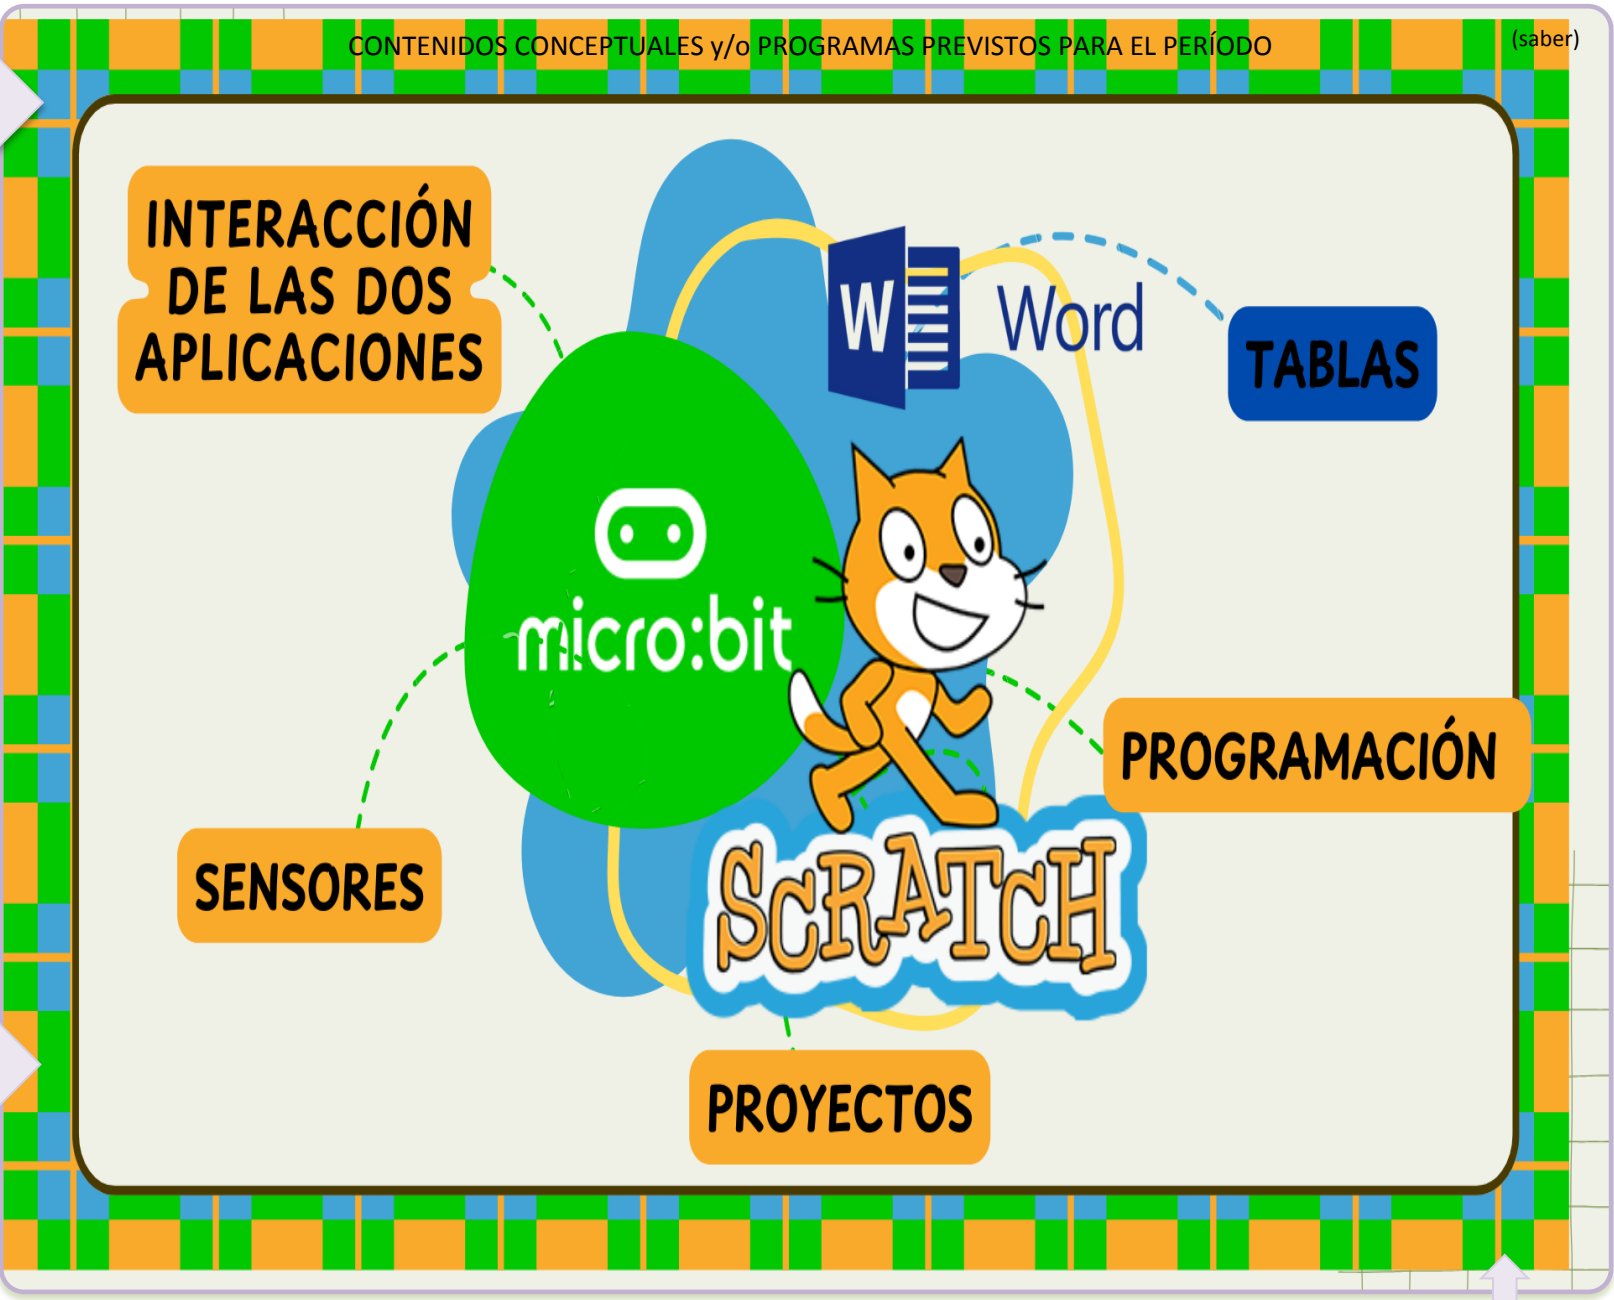 CONTENIDOS CONCEPTUALES y/o PROGRAMAS PREVISTOS PARA EL PERÍODO
(saber)
INTERACCIÓN
DE LAS DOS
APLICACIONES
W
Word
TABLAS
micro:bit
PROGRAMACIÓN
SENSORES
SCRATCH
PROYECTOS